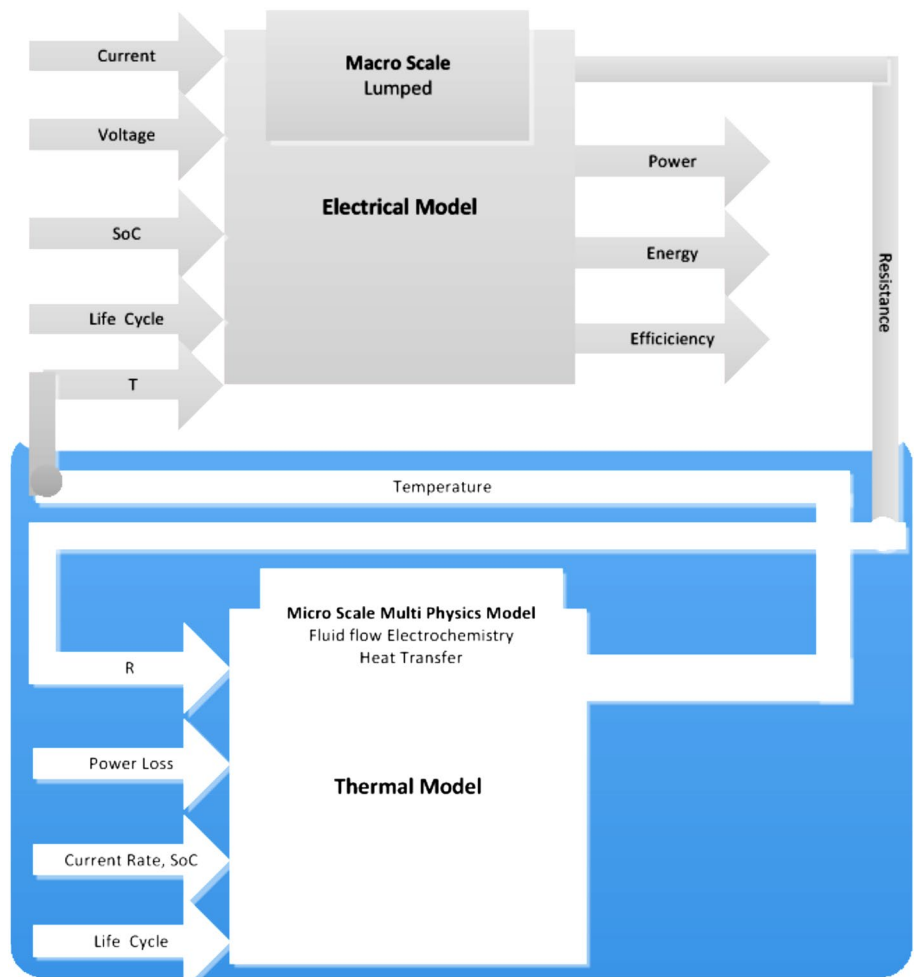 Current
Macro Scale
Lumped
Voltage
Power
Electrical Model
SoC
Energy
Resistance
Life Cycle
Efficiciency
T
Temperature
Micro Scale Multi Physics Model
Fluid flow Electrochemistry
Heat Transfer
R
Power Loss
Thermal Model
Current Rate, SoC
Life Cycle